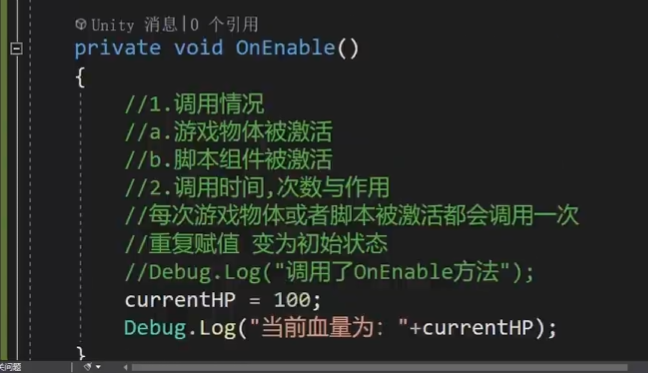 Unity 消息|0 个引用
private void OnEnable()
{
//1.调用情况
//a.游戏物体被激活
//b.脚本组件被激活
//2.调用时间,次数与作用
//每次游戏物体或者脚本被激活都会调用一次
//重复赋值 变为初始状态
//Debug.Log("调用了OnEnable方法");
currentHP = 100;
Debug.Log("当前血量为: "+currentHP);
}
关问题